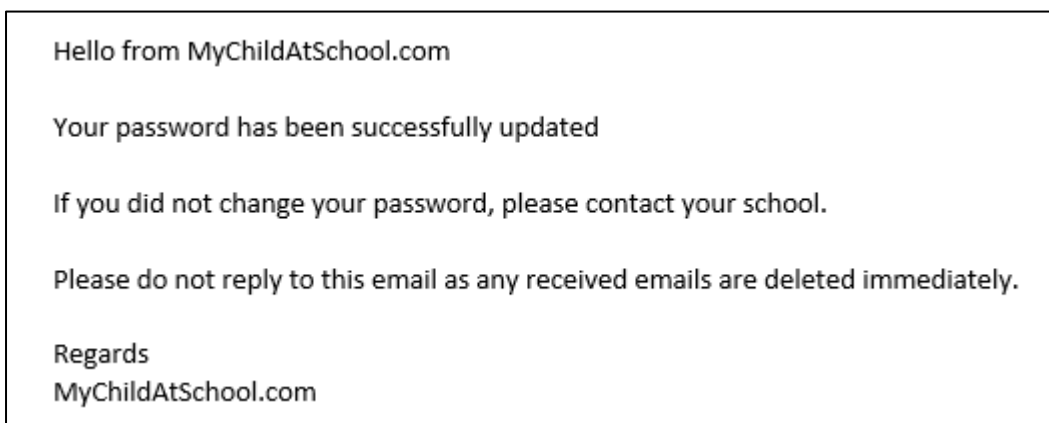 Hello from MyChildAtSchool.com
Your password has been successfully updated
If you did not change your password, please contact your school.
Please do not reply to this email as any received emails are deleted immediately.
Regards
MyChildAtSchool.com